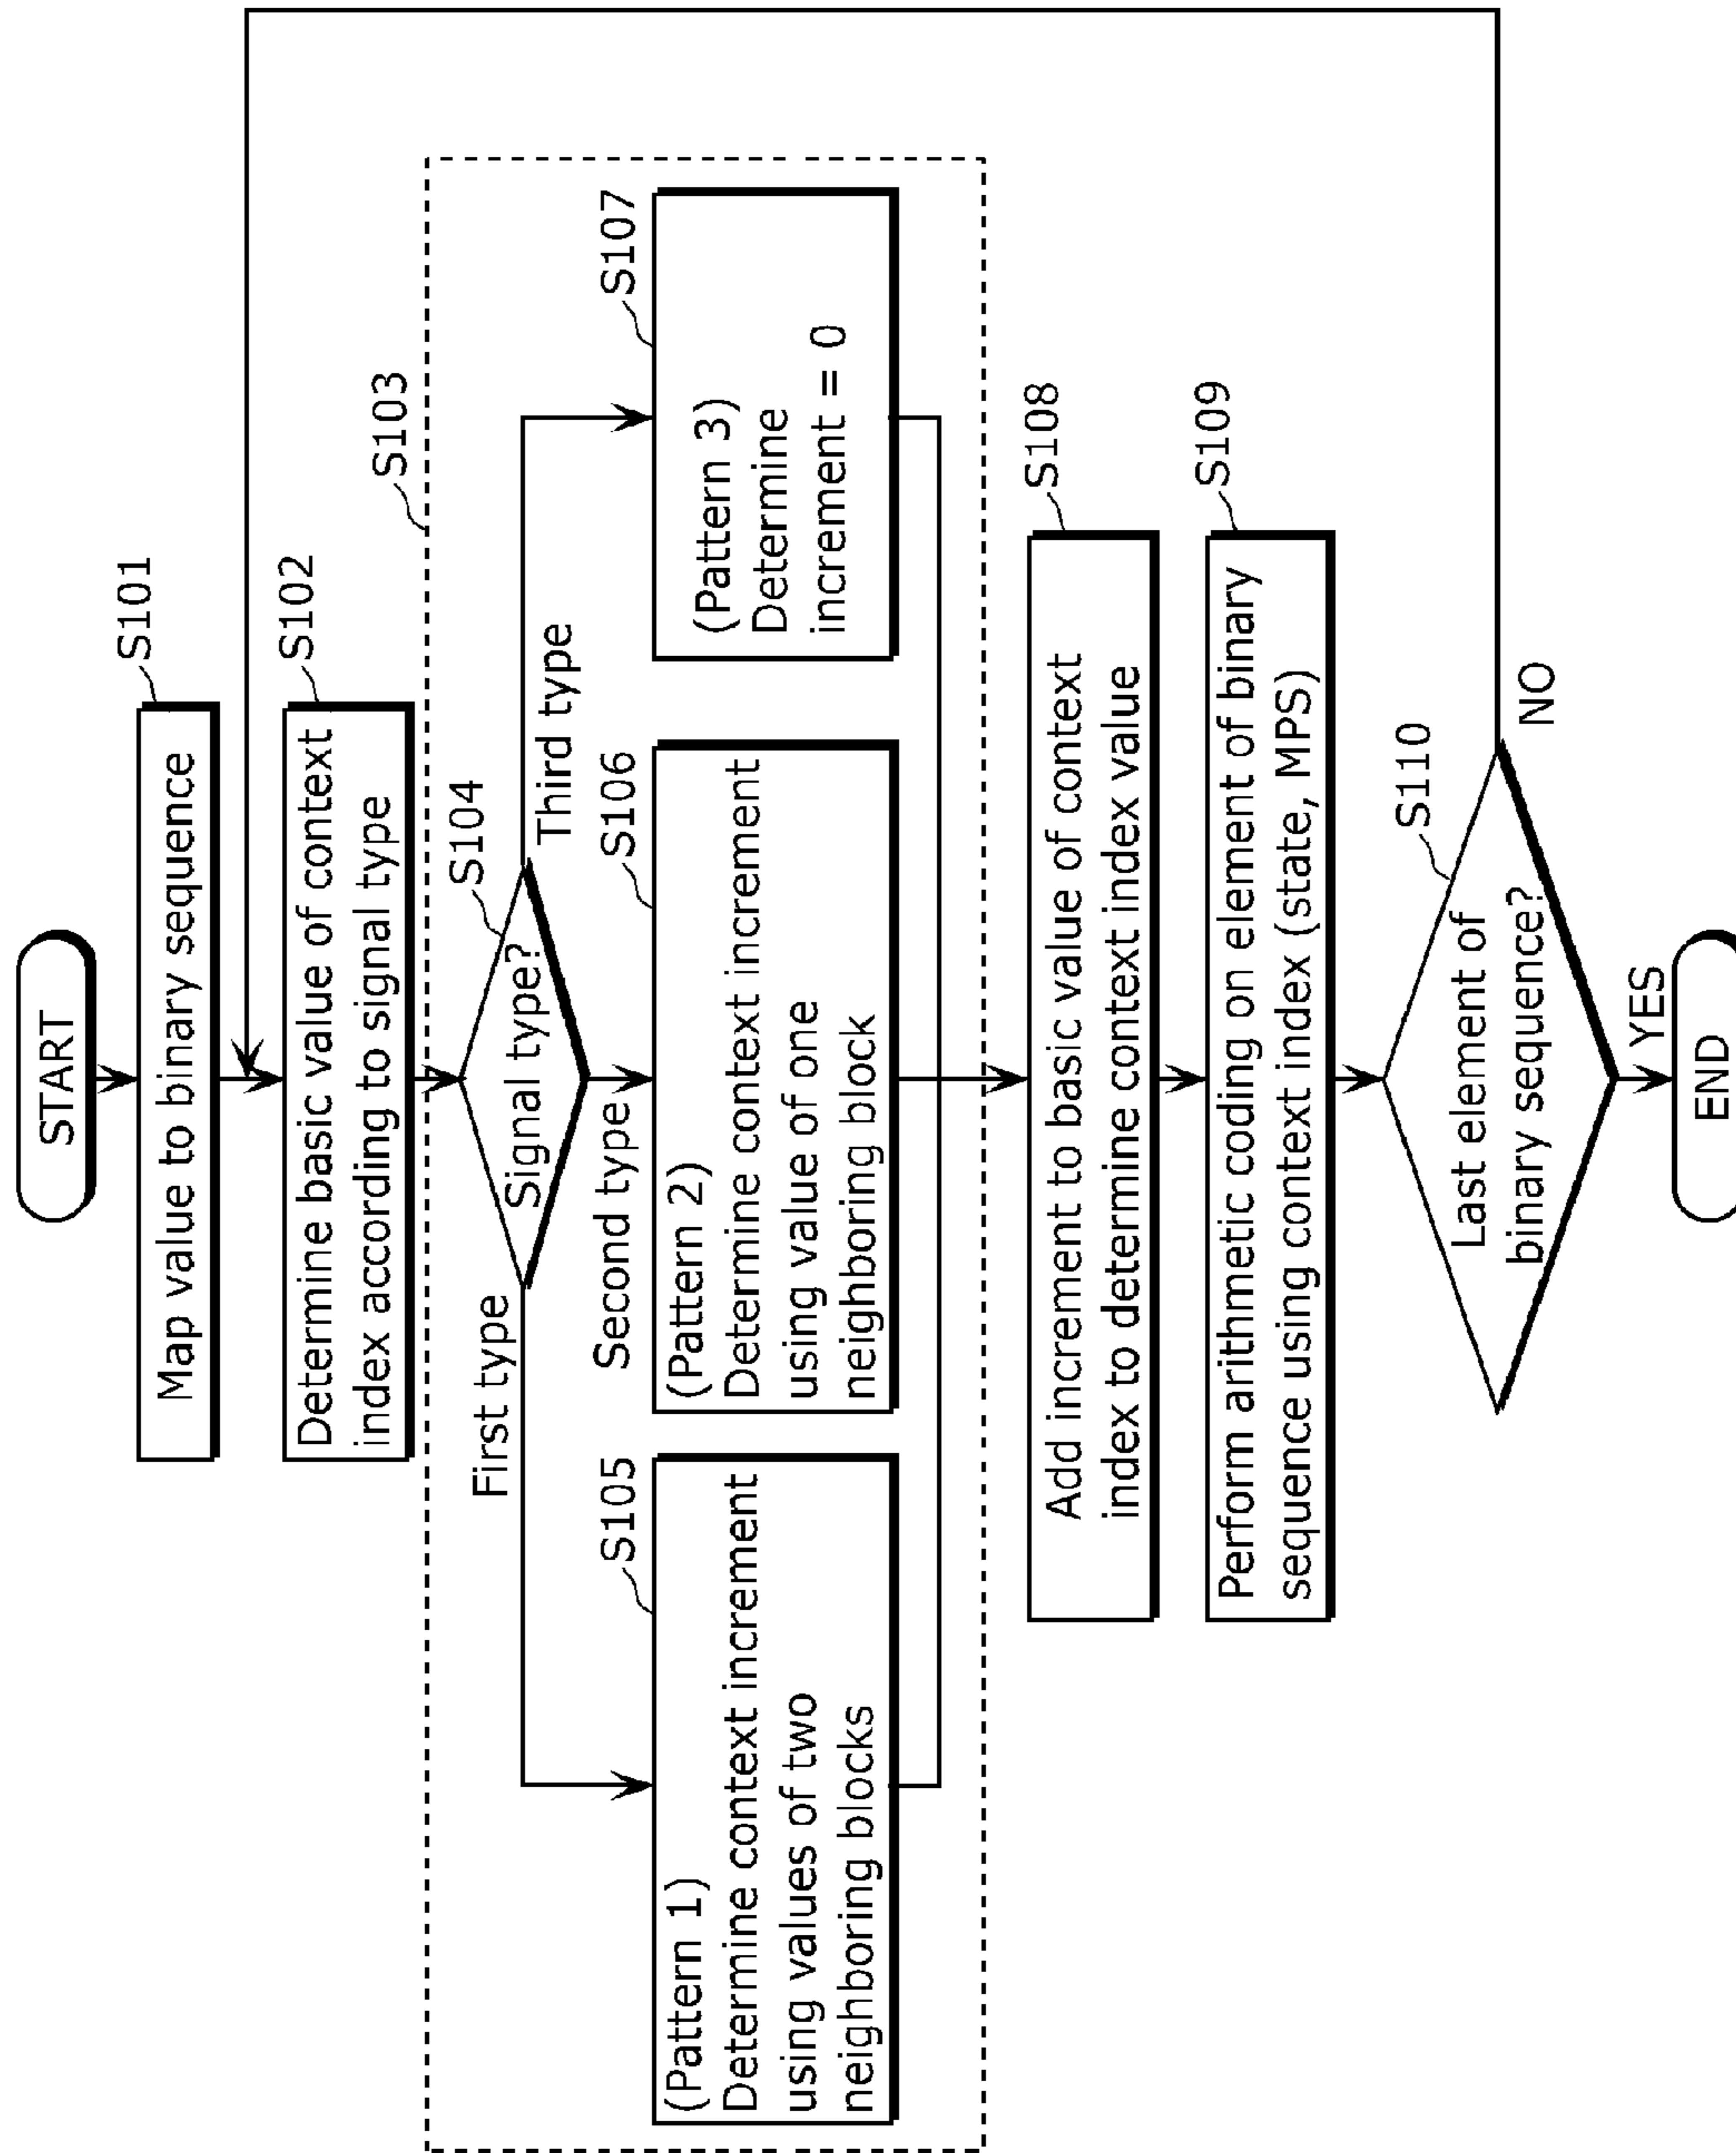 START
S101
Map value to binary sequence
S102
Determine basic value of context
index according to signal type
S103
S104
Signal type?
First type
Second type
Third type
S105
(Pattern 1)
Determine context increment
using values of two
neighboring blocks
S106
(Pattern 2)
Determine context increment
using value of one
neighboring block
S107
(Pattern 3)
Determine
increment = 0
S108
Add increment to basic value of context
index to determine context index value
S109
Perform arithmetic coding on element of binary
sequence using context index (state, MPS)
S110
Last element of
binary sequence?
NO
YES
END